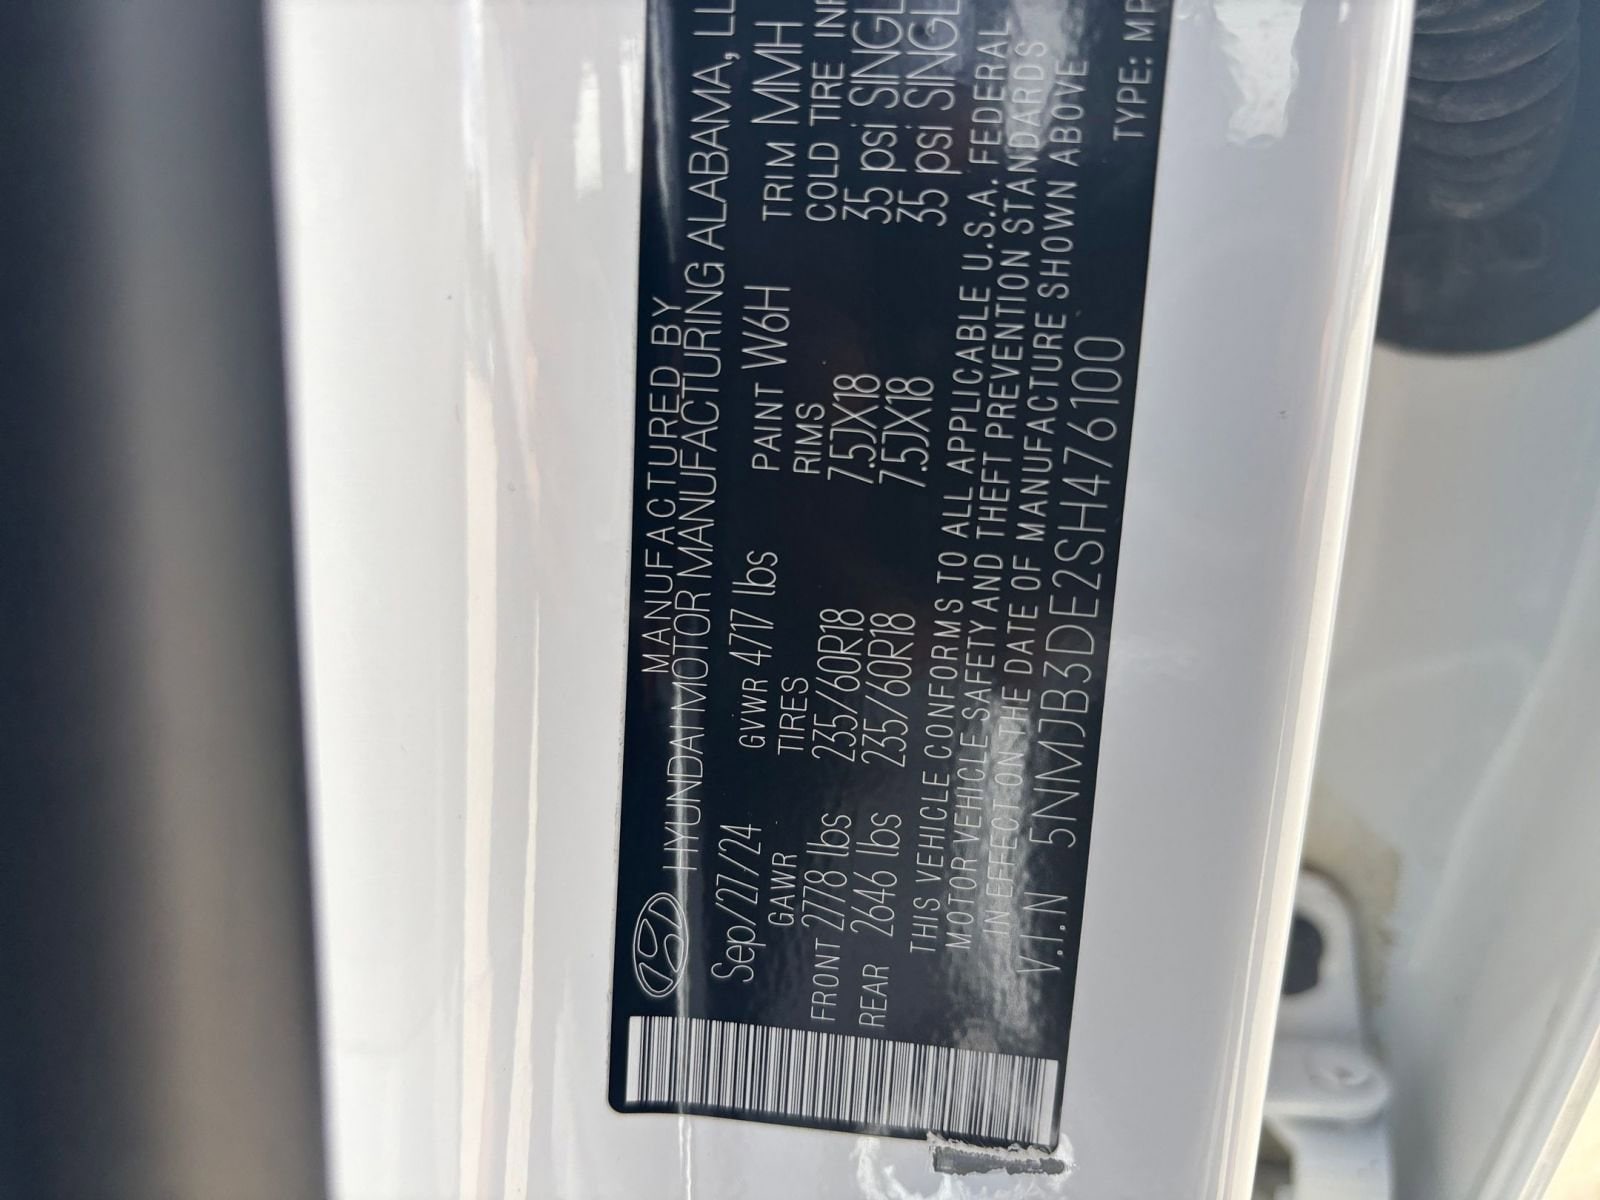 MANUFACTURED BY
HYUNDAI MOTOR MANUFACTURING ALABAMA,
Sep/27/24 GVWR 4717 lbs PAINT W6H TRIM MMH
GAWR TIRES RIMS COLD TIRE
FRONT 2778 lbs 235/60R18 7.5JX18 35 psi SINGL
REAR 2646 lbs 235/60R18 7.5JX18 35 psi SINGL
THIS VEHICLE CONFORMS TO ALL APPLICABLE U.S.A. FEDERAL
MOTOR VEHICLE SAFETY AND THEFT PREVENTION STANDARDS
IN EFFECT ON THE DATE OF MANUFACTURE SHOWN ABOVE
V.I.N 5NMJB3DE2SH476100 TYPE: MP